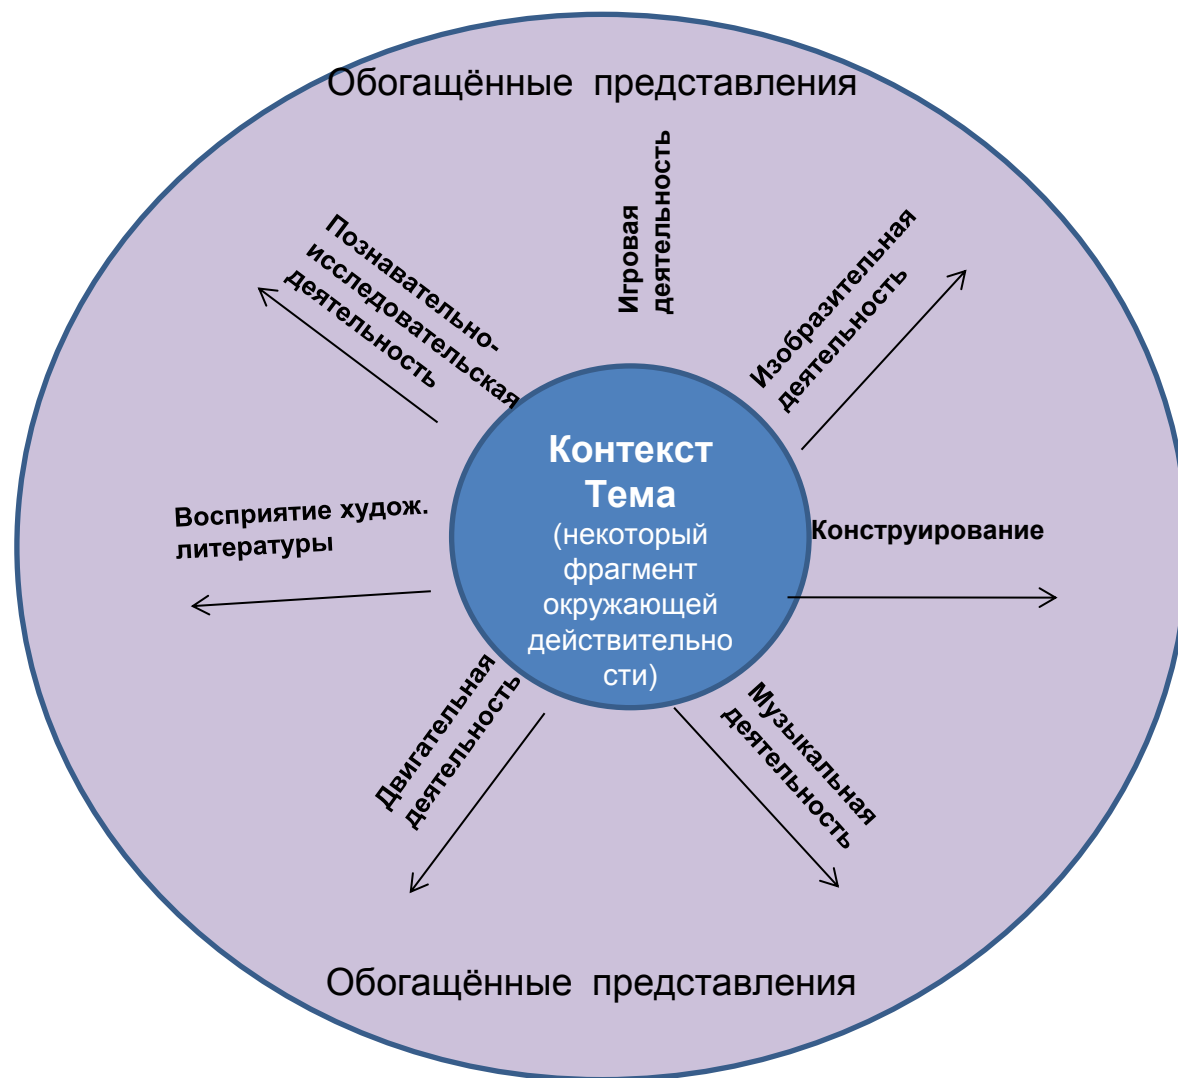 Обогащённые представления
Игровая
деятельность
Познавательно-
исследовательская
деятельность
Изобразительная
деятельность
Контекст
Тема
(некоторый
фрагмент
окружающей
действительно
сти)
Восприятие худож.
литературы
Конструирование
Двигательная
деятельность
Музыкальная
деятельность
Обогащённые представления